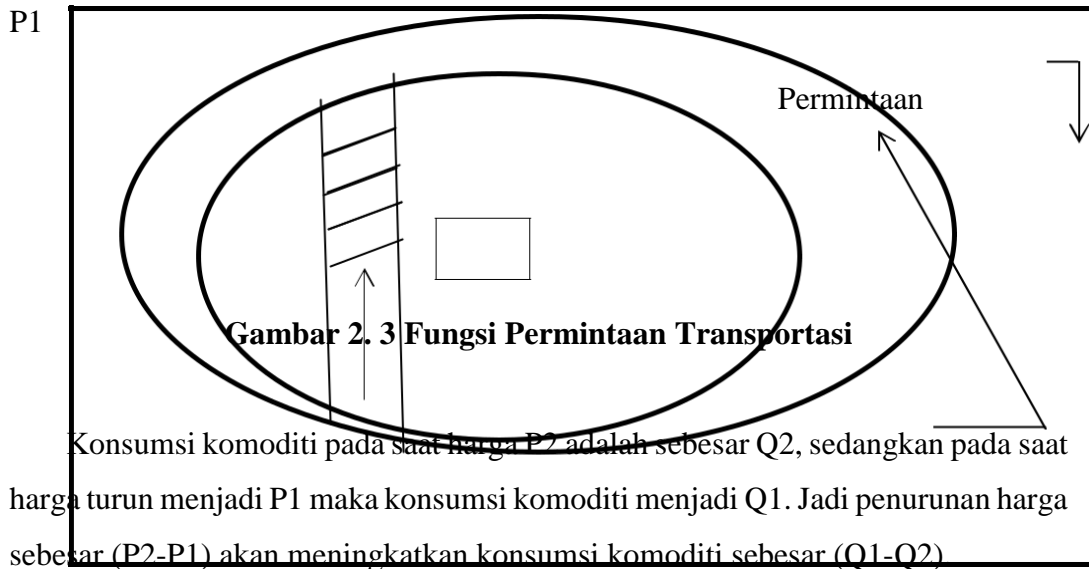 P1
Permintaan
Gambar 2. 3 Fungsi Permintaan Transportasi
Konsumsi komoditi pada saat harga P2 adalah sebesar Q2, sedangkan pada saat
harga turun menjadi P1 maka konsumsi komoditi menjadi Q1. Jadi penurunan harga
sebesar (P2-P1) akan meningkatkan konsumsi komoditi sebesar (Q1-Q2)